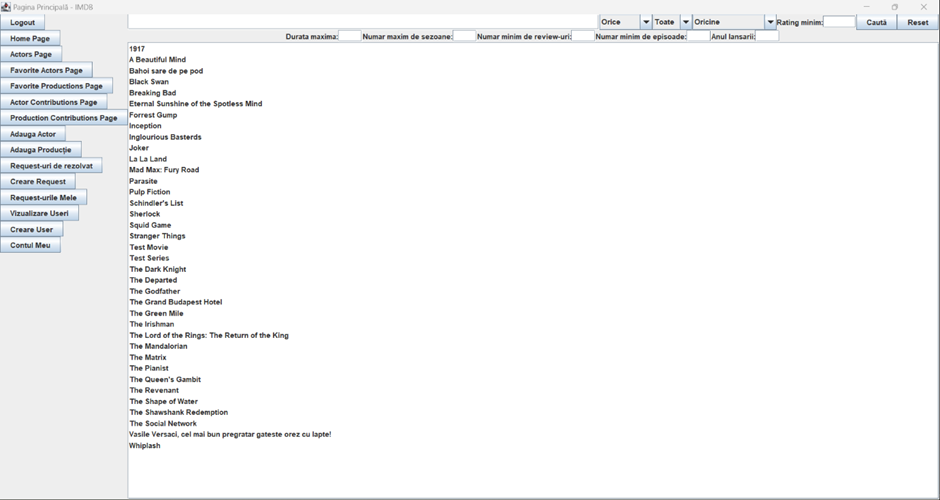 Pagina Principală - IMDB
Logout
Orice
Toate
Oricine
Rating minim:
Caută
Reset
Home Page
Durata maxima:
Numar maxim de sezoane:
Numar minim de review-uri:
Numar minim de episoade:
Anul lansarii:
Actors Page
Favorite Actors Page
Favorite Productions Page
Actor Contributions Page
Production Contributions Page
Adauga Actor
Adauga Producție
Request-uri de rezolvat
Creare Request
Request-urile Mele
Vizualizare Useri
Creare User
Contul Meu
1917
A Beautiful Mind
Bahoi sare de pe pod
Black Swan
Breaking Bad
Eternal Sunshine of the Spotless Mind
Forrest Gump
Inception
Inglourious Basterds
Joker
La La Land
Mad Max: Fury Road
Parasite
Pulp Fiction
Schindler's List
Sherlock
Squid Game
Stranger Things
Test Movie
Test Series
The Dark Knight
The Departed
The Godfather
The Grand Budapest Hotel
The Green Mile
The Irishman
The Lord of the Rings: The Return of the King
The Mandalorian
The Matrix
The Pianist
The Queen's Gambit
The Revenant
The Shape of Water
The Shawshank Redemption
The Social Network
Vasile Versaci, cel mai bun pregratar gateste orez cu lapte!
Whiplash